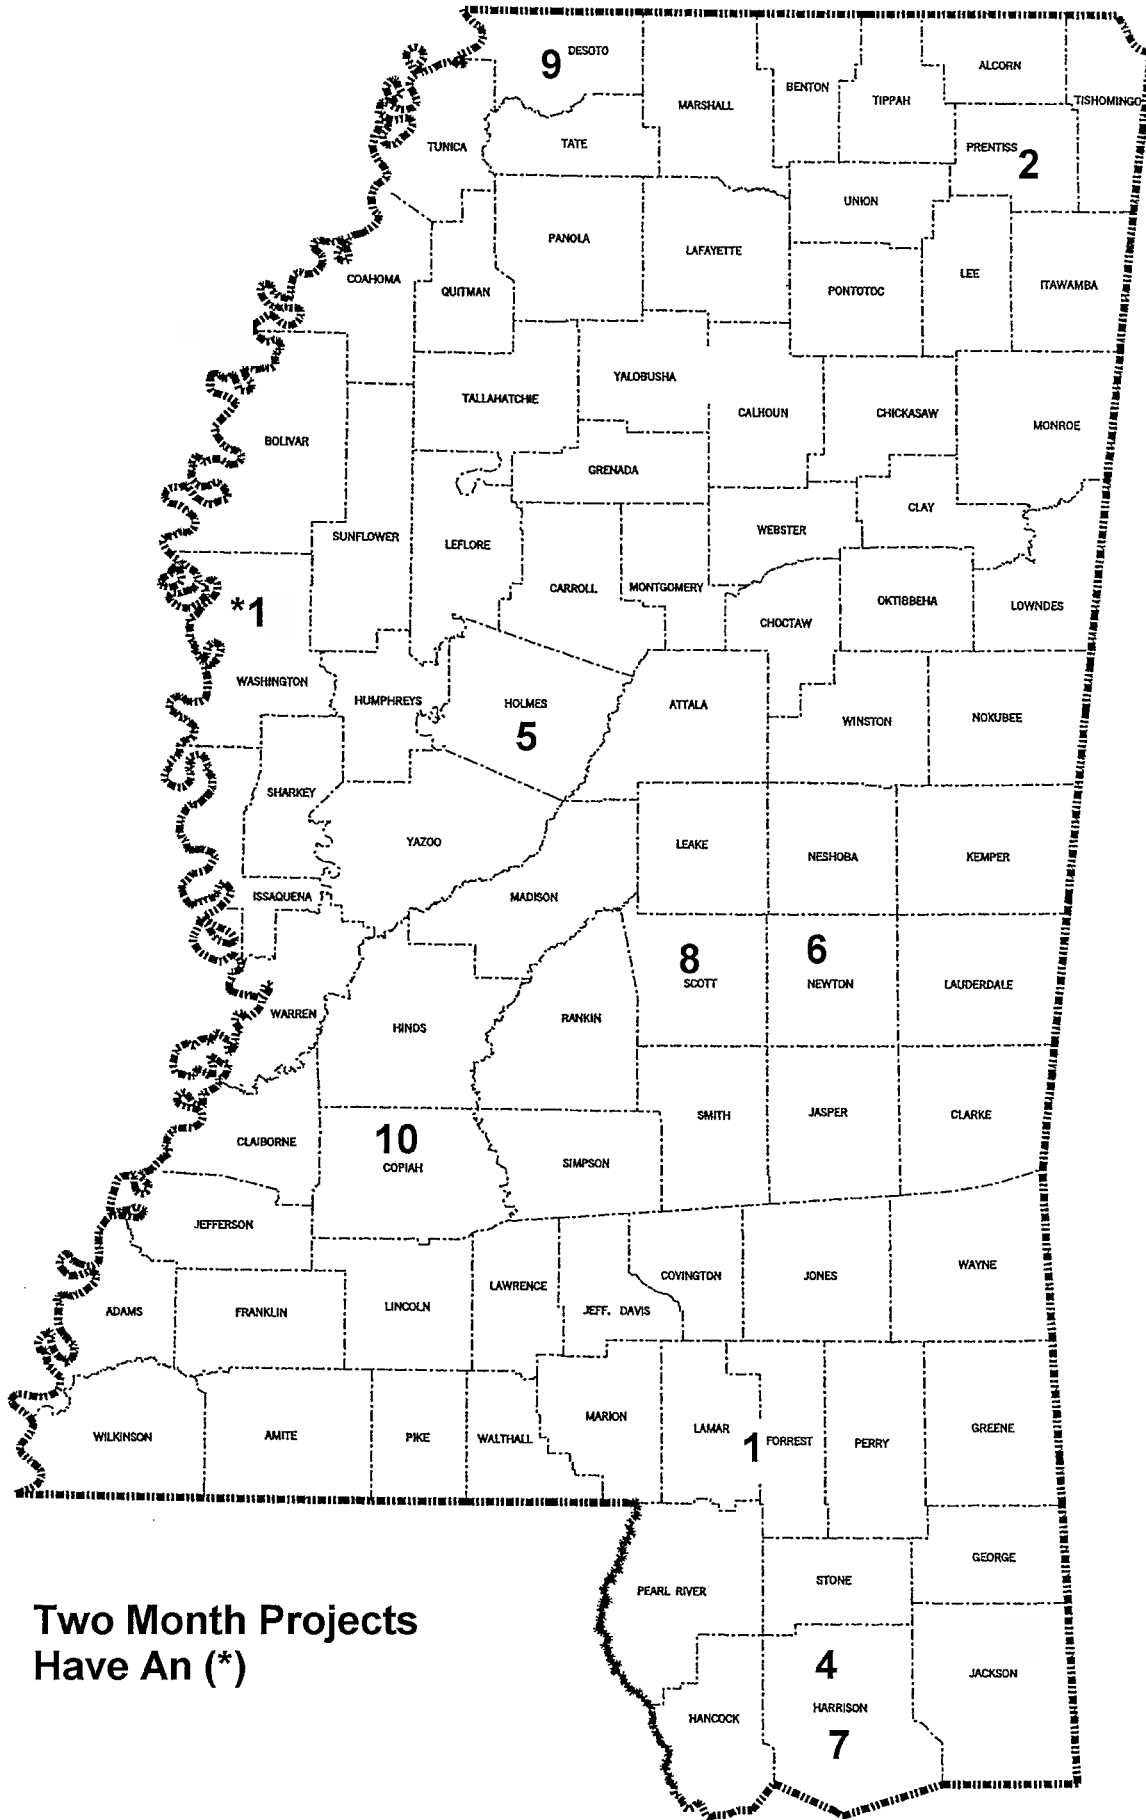 DESOTO
9
MARSHALL
BENTON
TIPPAH
ALCORN
TISHOMINGO
TUNICA
TATE
PRENTISS
2
UNION
PANOLA
LAFAYETTE
COAHOMA
QUITMAN
PONTOTOC
LEE
ITAWAMBA
YALOBUSHA
TALLAHATCHIE
CALHOUN
CHICKASAW
MONROE
BOLIVAR
GRENADA
CLAY
SUNFLOWER
LEFLORE
WEBSTER
CARROLL
MONTGOMERY
OKTIBBEHA
LOWNDES
*1
CHOCTAW
WASHINGTON
HUMPHREYS
HOLMES
5
ATTALA
WINSTON
NOXUBEE
SHARKEY
YAZOO
LEAKE
NESHOBA
KEMPER
ISSAQUENA
MADISON
8
SCOTT
6
NEWTON
LAUDERDALE
WARREN
HINDS
RANKIN
SMITH
JASPER
CLARKE
CLAIBORNE
10
COPIAH
SIMPSON
JEFFERSON
LAWRENCE
COVINGTON
JONES
WAYNE
ADAMS
FRANKLIN
LINCOLN
JEFF. DAVIS
WILKINSON
AMITE
PIKE
WALTHALL
MARION
LAMAR
1
FORREST
PERRY
GREENE
GEORGE
PEARL RIVER
STONE
Two Month Projects
Have An (*)
4
HARRISON
7
JACKSON
HANCOCK